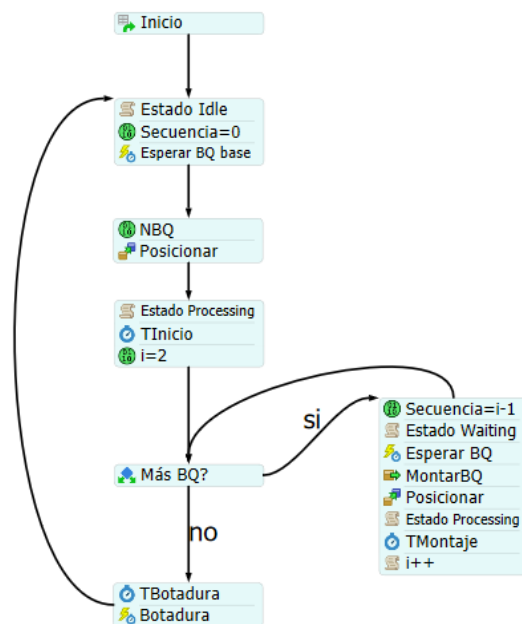 Inicio
Estado Idle
Secuencia=0
Esperar BQ base
NBQ
Posicionar
Estado Processing
TInicio
i=2
Más BQ?
si
no
Secuencia=i-1
Estado Waiting
Esperar BQ
MontarBQ
Posicionar
Estado Processing
TMontaje
i++
TBotadura
Botadura